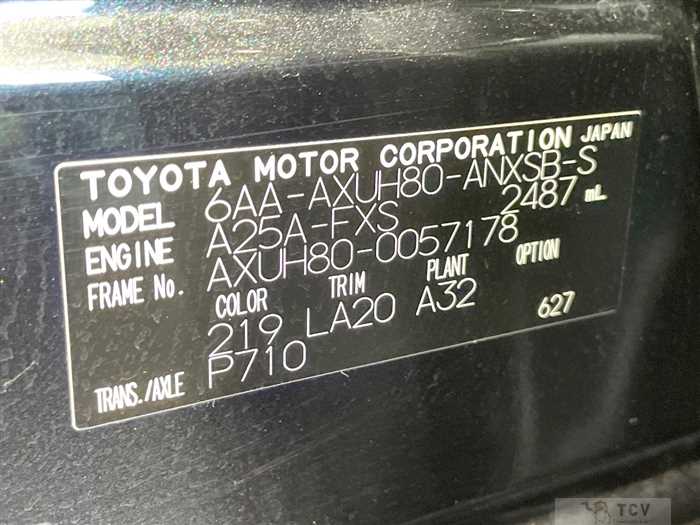 TOYOTA MOTOR CORPORATION JAPAN
MODEL 6AA-AXUH80-ANXSB-S
ENGINE A25A-FXS 2487 mL
FRAME No. AXUH80-0057178
COLOR TRIM PLANT OPTION
219 LA20 A32 627
TRANS./AXLE P710
TCV